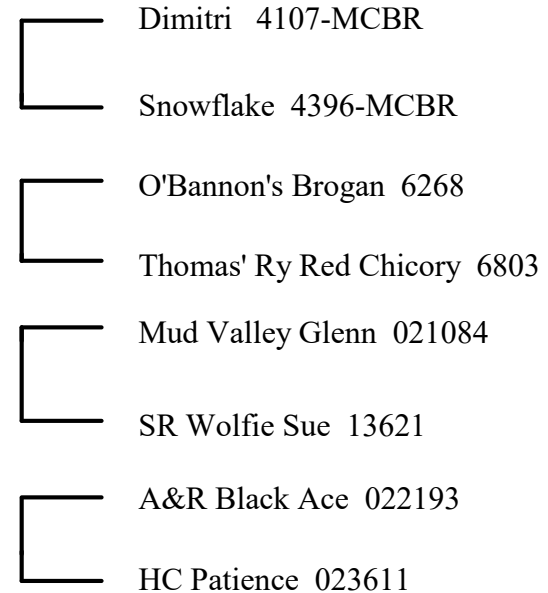 Dimitri 4107-MCBR
Snowflake 4396-MCBR
O'Bannon's Brogan 6268
Thomas' Ry Red Chicory 6803
Mud Valley Glenn 021084
SR Wolfie Sue 13621
A&R Black Ace 022193
HC Patience 023611